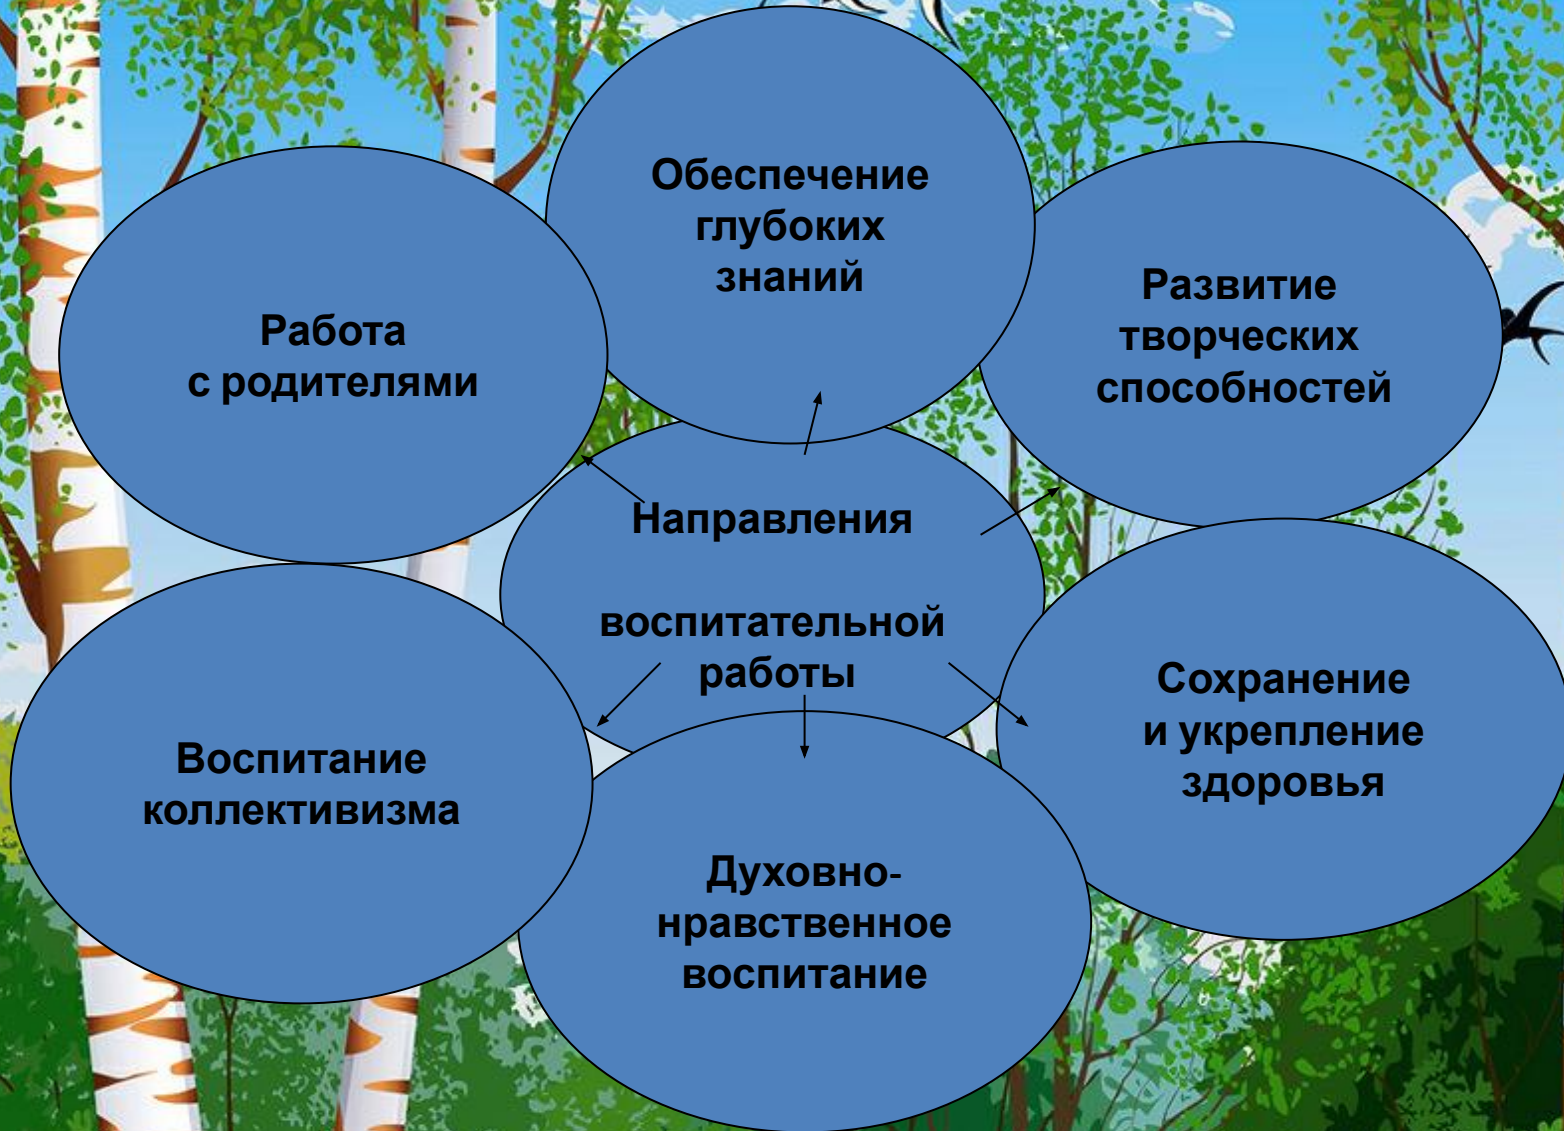 Обеспечение
глубоких
знаний
Развитие
творческих
способностей
Работа
с родителями
Направления
воспитательной
работы
Сохранение
и укрепление
здоровья
Воспитание
коллективизма
Духовно-
нравственное
воспитание